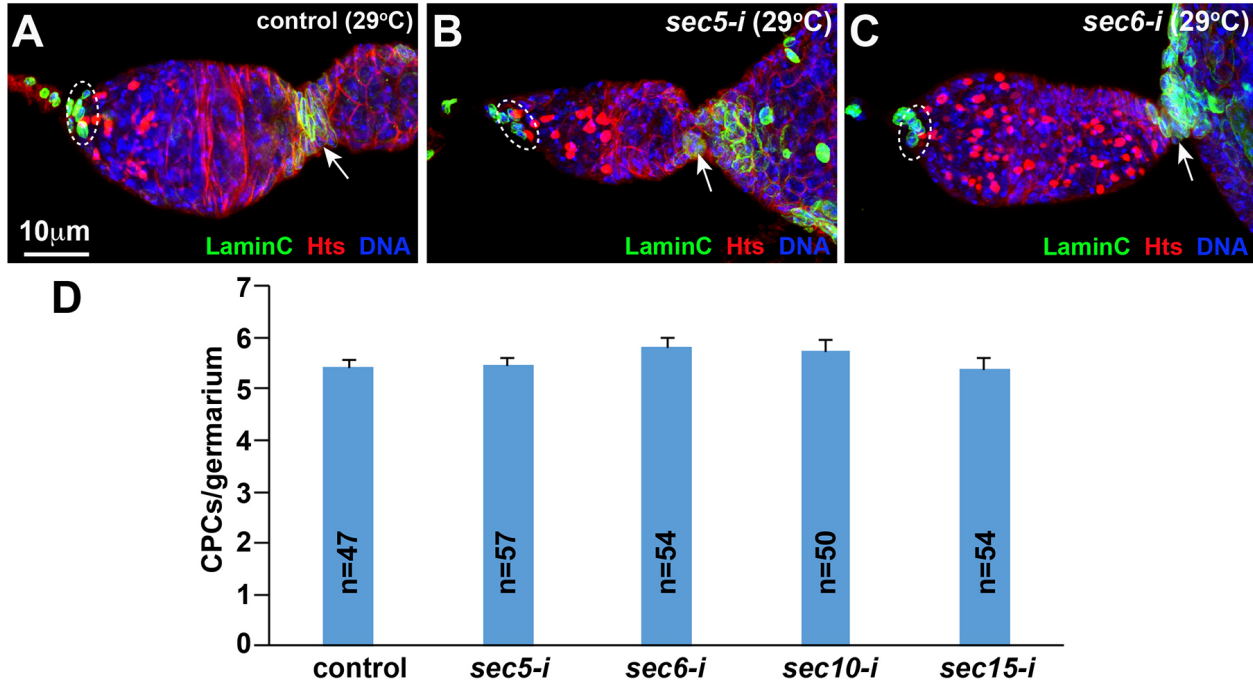 A control (29°C)
B sec5-i (29°C)
C sec6-i (29°C)
10μm
LaminC Hts DNA
LaminC Hts DNA
LaminC Hts DNA
D
CPCs/germarium
7
6
5
4
3
2
1
0
n=47
n=57
n=54
n=50
n=54
control sec5-i sec6-i sec10-i sec15-i